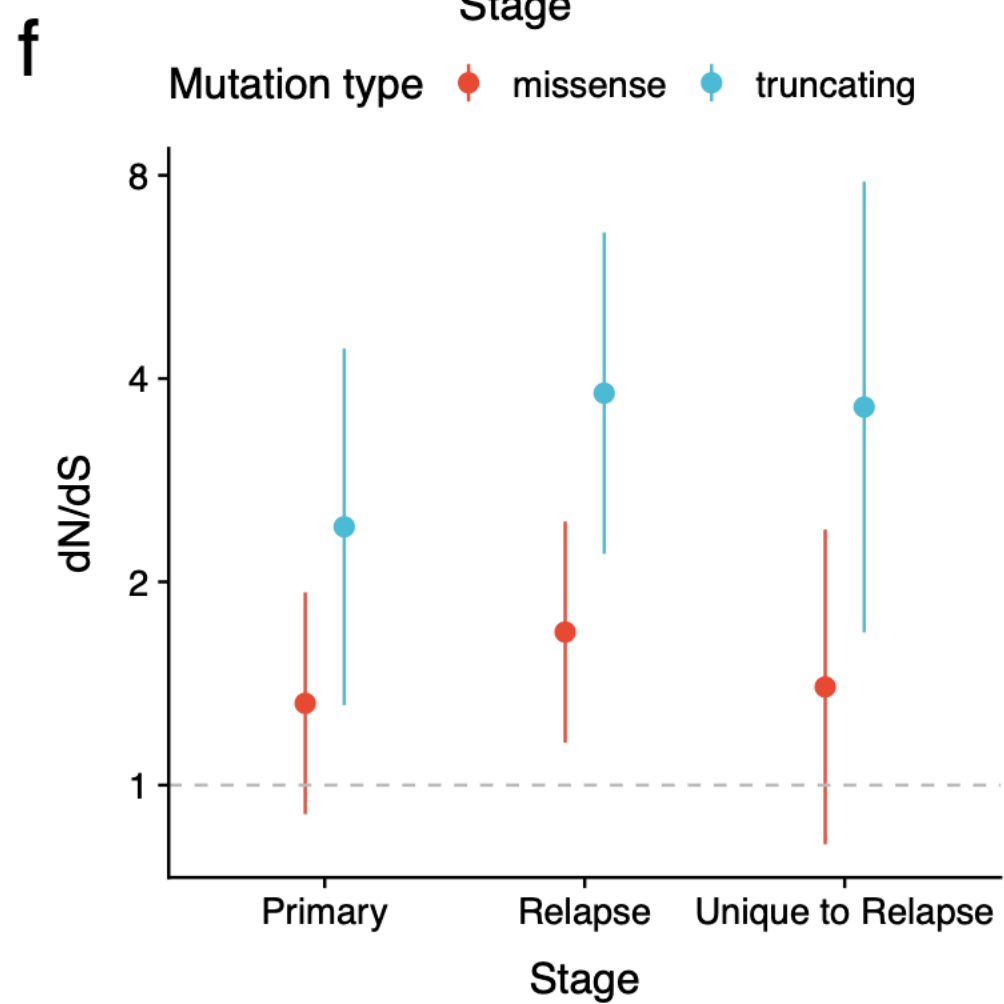 Stage
f
Mutation type missense truncating
8
4
2
1
dN/dS
Primary Relapse Unique to Relapse
Stage